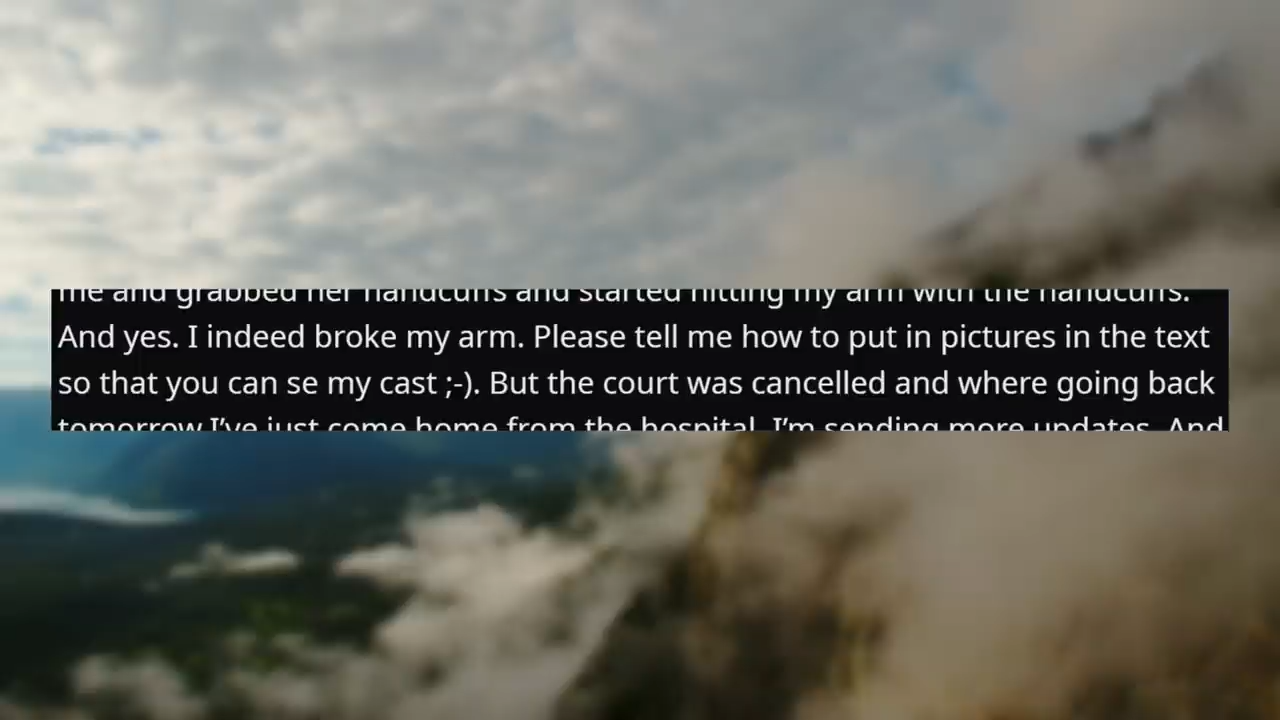 me and grabbed her handcuffs and started hitting my arm with the handcuffs.
And yes. I indeed broke my arm. Please tell me how to put in pictures in the text
so that you can se my cast ;-). But the court was cancelled and where going back
tomorrow I’ve just come home from the hospital. I’m sending more updates. And